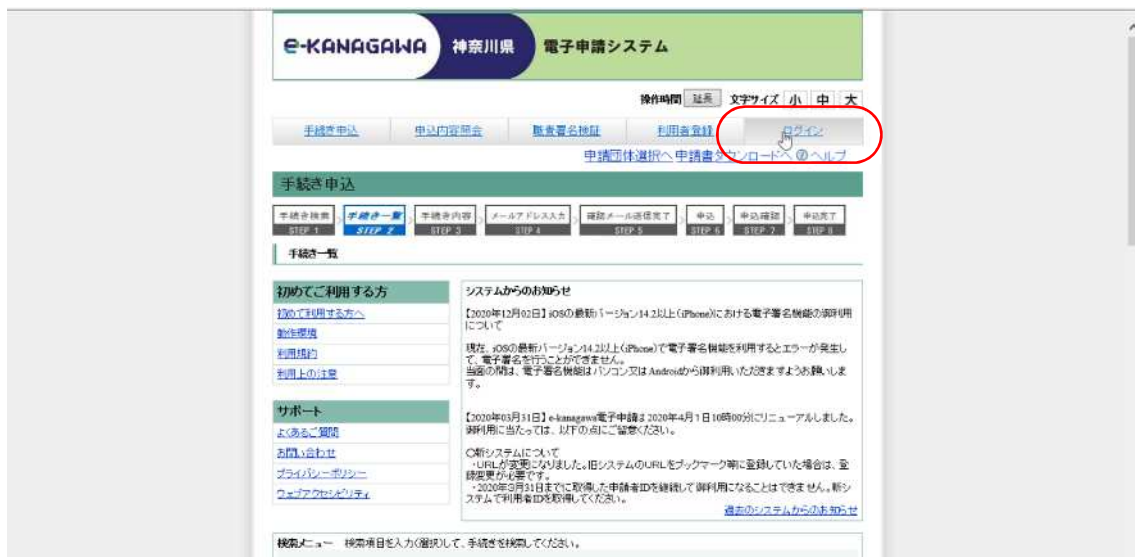 e-KANAGAWA 神奈川県 電子申請システム
操作時間 延長 文字サイズ 小 中 大
手続き申込 申込内容照会 職責署名検証 利用者登録 ログイン
申請団体選択へ 申請書ダウンロードへ ? ヘルプ
手続き申込
手続き検索 手続き一覧 手続き内容 メールアドレス入力 確認メール送信完了 申込 申込確認 申込完了
STEP 1 STEP 2 STEP 3 STEP 4 STEP 5 STEP 6 STEP 7 STEP 8
手続き一覧
初めてご利用する方
初めて利用する方へ
動作環境
利用規約
利用上の注意
サポート
よくあるご質問
お問い合わせ
プライバシーポリシー
ウェブアクセシビリティ
システムからのお知らせ
【2020年12月02日】iOSの最新バージョン14.2以上(iPhone)における電子署名機能の御利用
について
現在、iOSの最新バージョン14.2以上(iPhone)で電子署名機能を利用するとエラーが発生し
て、電子署名を行うことができません。
当面の間は、電子署名機能はパソコン又は Androidから御利用いただきますようお願いしま
す。
【2020年03月31日】e-kanagawa電子申請は2020年4月1日10時00分にリニューアルしました。
御利用に当たっては、以下の点にご留意ください。
○新システムについて
・URLが変更になりました。旧システムのURLをブックマーク等に登録していた場合は、登
録変更が必要です。
・2020年3月31日までに取得した申請者IDを継続して御利用になることはできません。新シ
ステムで利用者IDを取得してください。
過去のシステムからのお知らせ
検索メニュー 検索項目を入力(選択)して、手続きを検索してください。